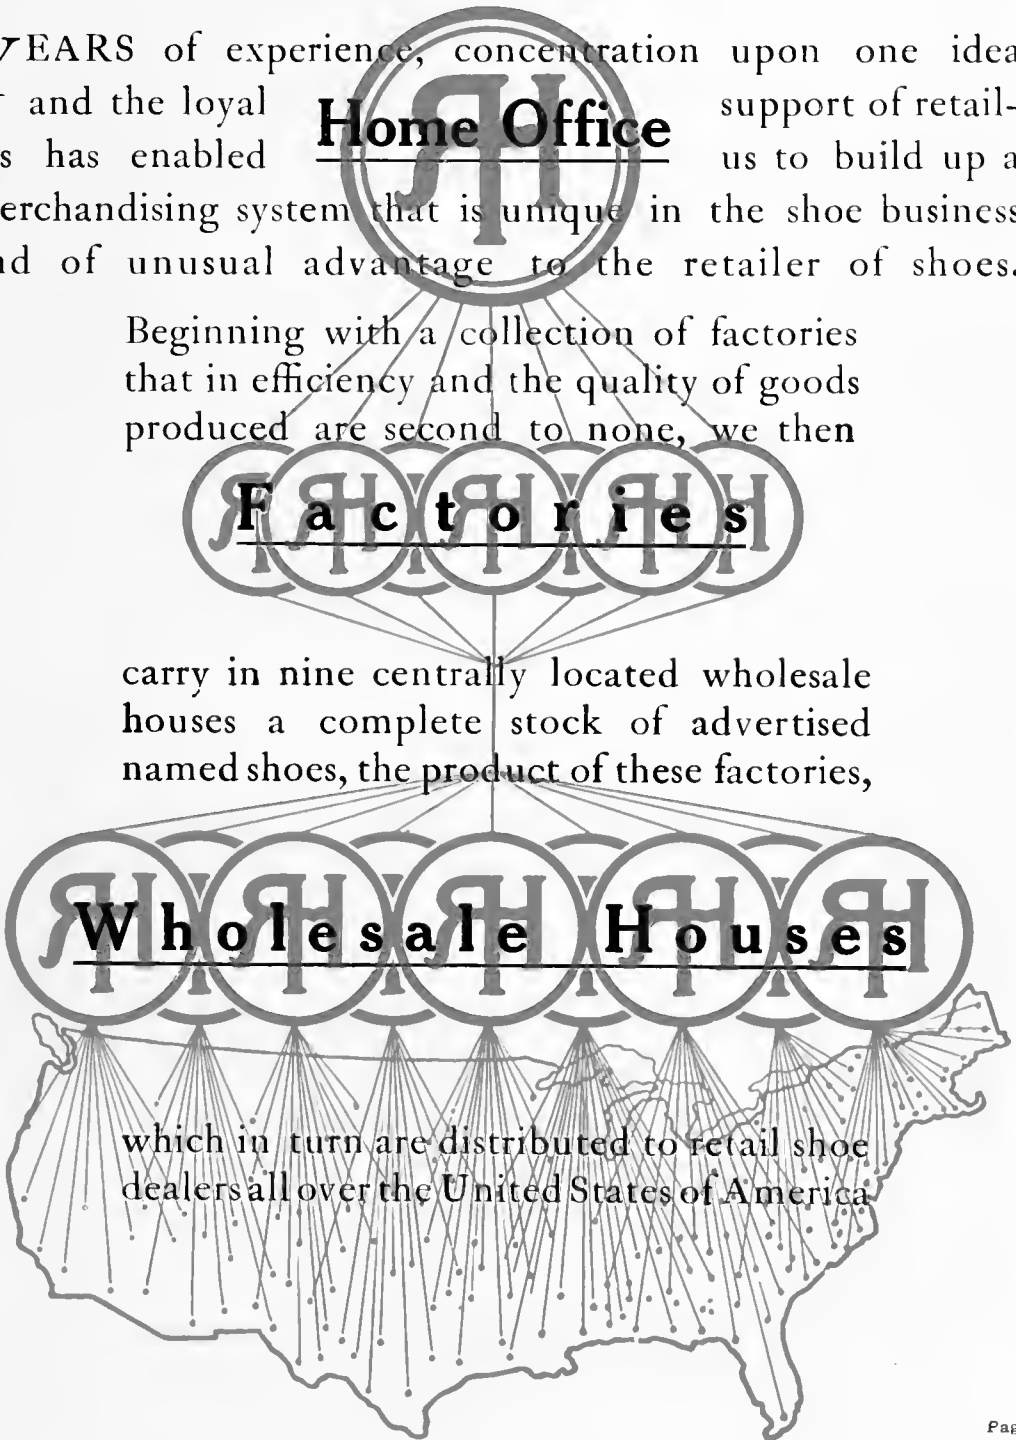 YEARS of experience, concentration upon one idea
and the loyal support of retail-
s has enabled us to build up a
erchandising system that is unique in the shoe business
nd of unusual advantage to the retailer of shoes.
Home Office
Beginning with a collection of factories
that in efficiency and the quality of goods
produced are second to none, we then
Factories
carry in nine centrally located wholesale
houses a complete stock of advertised
named shoes, the product of these factories,
Wholesale Houses
which in turn are distributed to retail shoe
dealers all over the United States of America
Pag